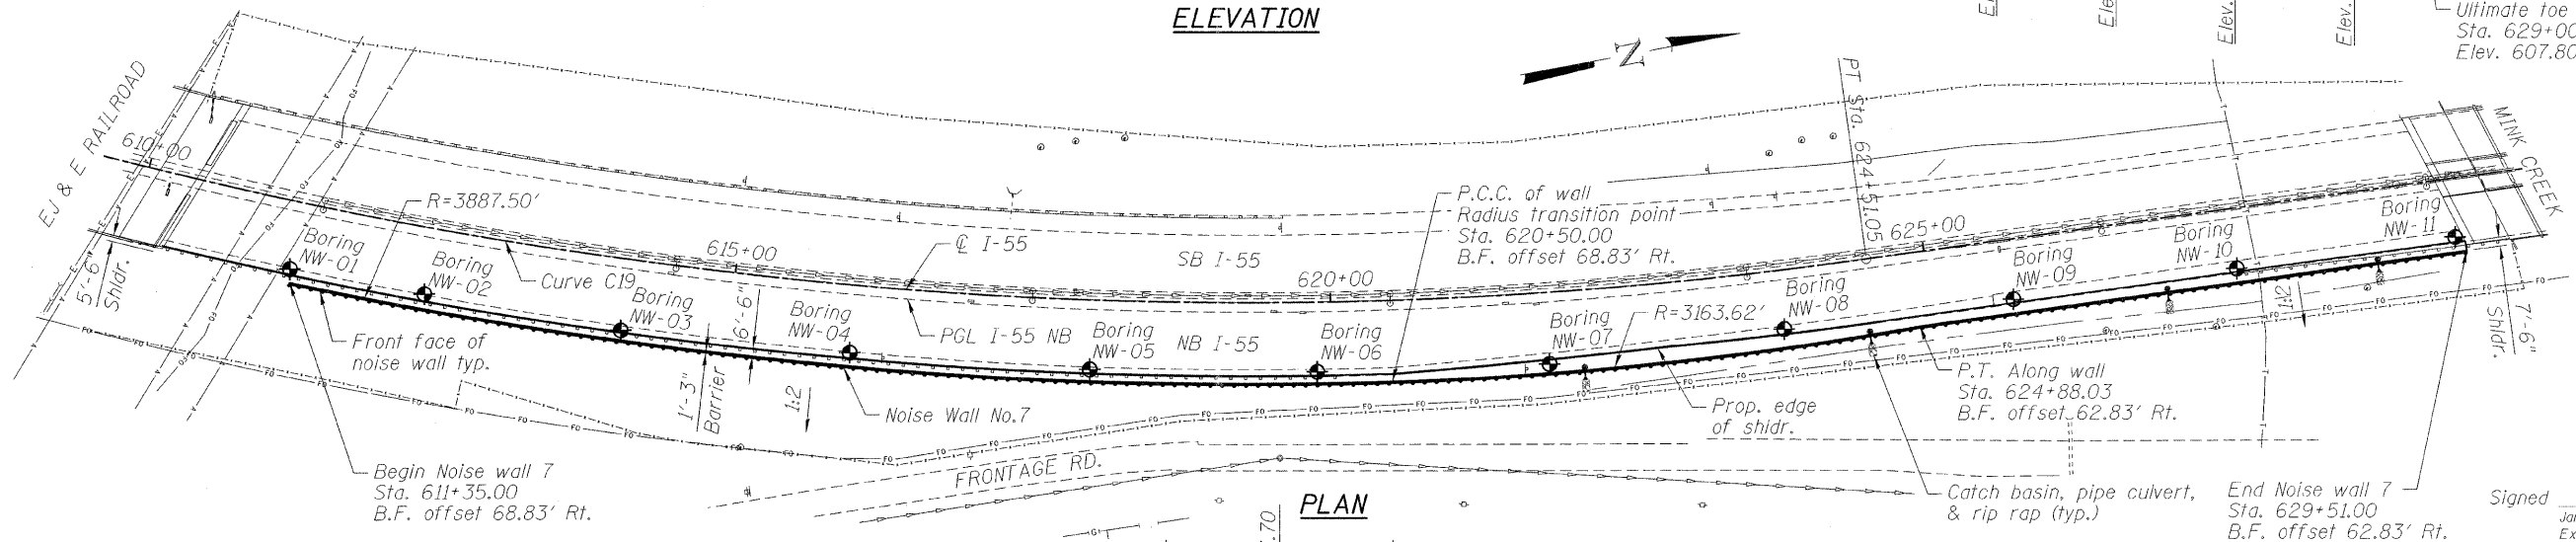 ELEVATION
N
Elev.
Elev.
Ultimate toe
Sta. 629+00
Elev. 607.80
EJ & E RAILROAD
610+00
5'-6"
Shldr.
R=3887.50'
Boring
NW-01
Boring
NW-02
Curve C19
Boring
NW-03
615+00
℄ I-55
SB I-55
6'-6"
Boring
NW-04
PGL I-55 NB
Boring
NW-05
NB I-55
620+00
Boring
NW-06
P.C.C. of wall
Radius transition point
Sta. 620+50.00
B.F. offset 68.83' Rt.
PT Sta. 624+51.05
625+00
Boring
NW-07
R=3163.62'
Boring
NW-08
Boring
NW-09
Boring
NW-10
Boring
NW-11
MINK CREEK
2:1
7'-6"
Shldr.
Front face of
noise wall typ.
1'-3"
Barrier
1:2
Noise Wall No.7
Prop. edge
of shldr.
P.T. Along wall
Sta. 624+88.03
B.F. offset 62.83' Rt.
Begin Noise wall 7
Sta. 611+35.00
B.F. offset 68.83' Rt.
FRONTAGE RD.
PLAN
Catch basin, pipe culvert,
& rip rap (typ.)
End Noise wall 7
Sta. 629+51.00
B.F. offset 62.83' Rt.
Signed